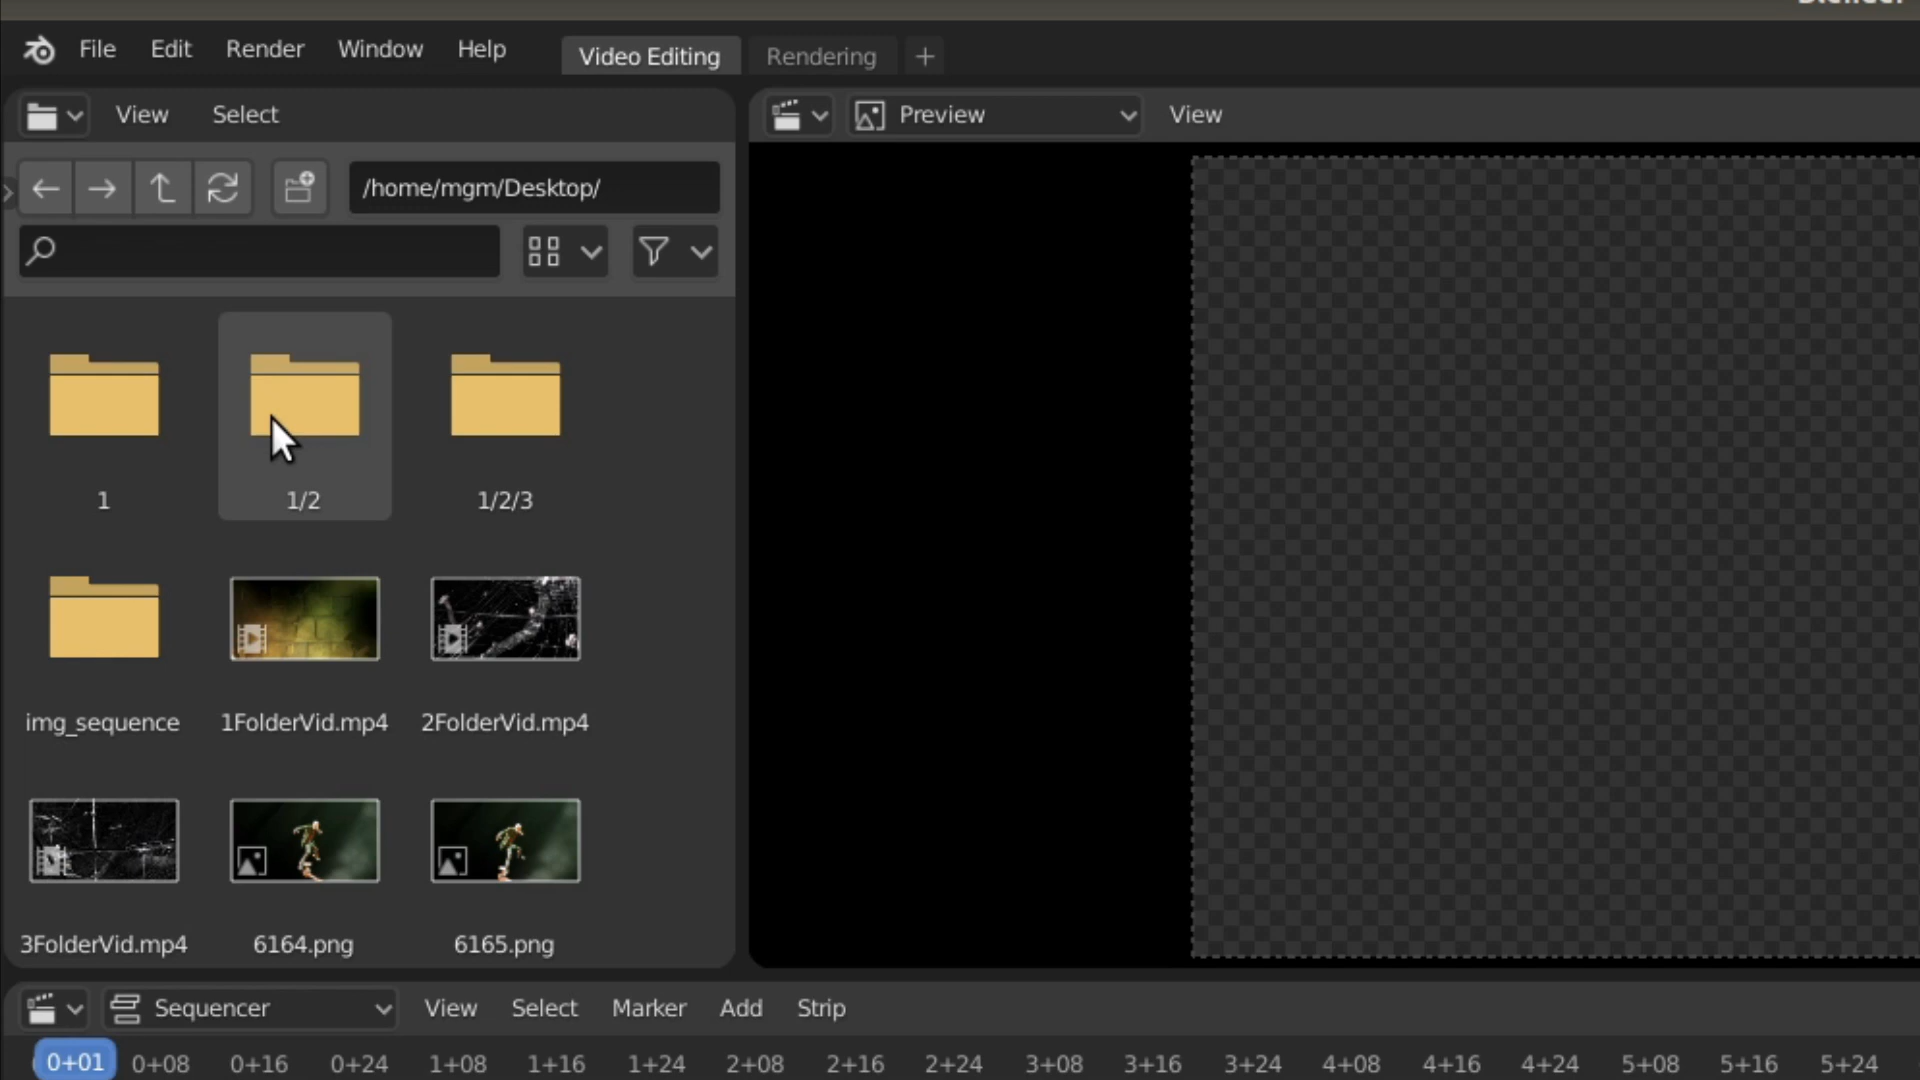 File Edit Render Window Help Video Editing Rendering +
View Select
Preview View
/home/mgm/Desktop/
1 1/2 1/2/3
img_sequence 1FolderVid.mp4 2FolderVid.mp4
3FolderVid.mp4 6164.png 6165.png
Sequencer View Select Marker Add Strip
0+01 0+08 0+16 0+24 1+08 1+16 1+24 2+08 2+16 2+24 3+08 3+16 3+24 4+08 4+16 4+24 5+08 5+16 5+24